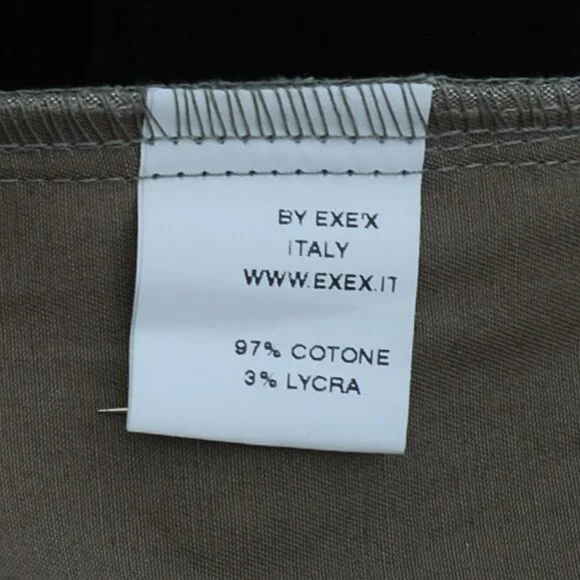 BY EXE'X
ITALY
WWW.EXEX.IT
97% COTONE
3% LYCRA